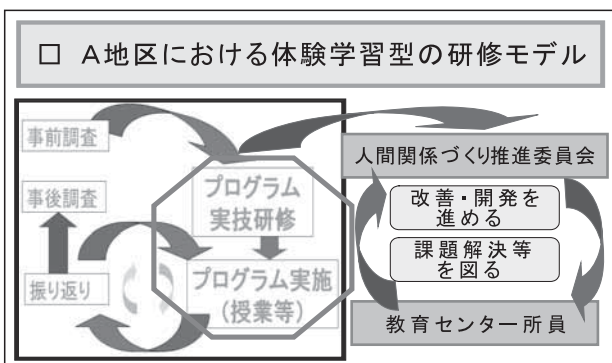 □ A地区における体験学習型の研修モデル
事前調査
事後調査
振り返り
プログラム
実技研修
プログラム実施
(授業等)
人間関係づくり推進委員会
改善・開発を
進める
課題解決等
を図る
教育センター所員